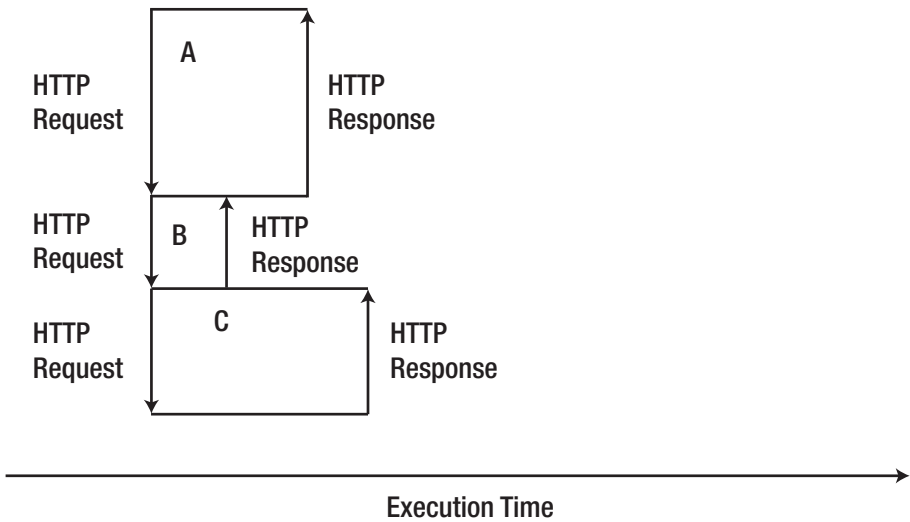 A
HTTP
Request
HTTP
Response
HTTP
Request
B
HTTP
Response
C
HTTP
Request
HTTP
Response
Execution Time